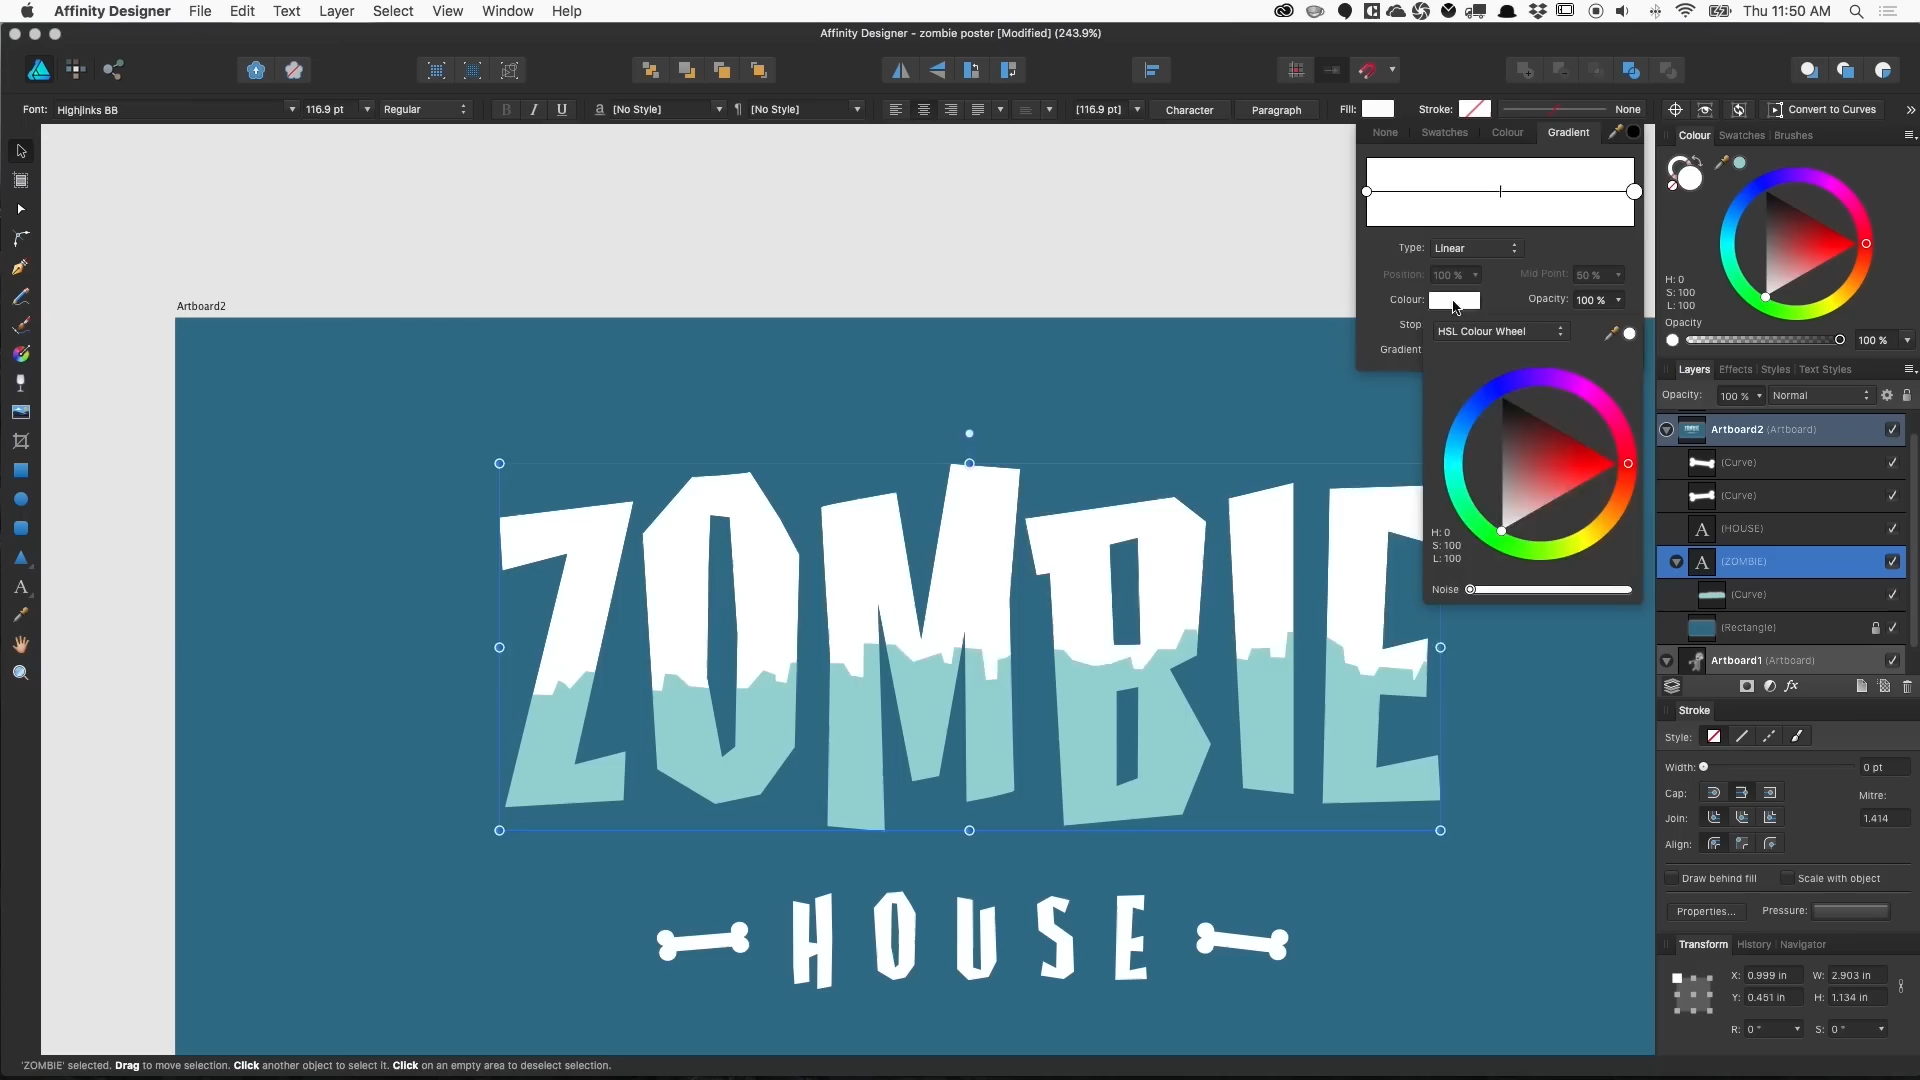 Affinity Designer File Edit Text Layer Select View Window Help Thu 11:50 AM
Affinity Designer - zombie poster [Modified] (243.9%)
Font: HighJinks BB 116.9 pt Regular B I U a [No Style] ¶ [No Style] [116.9 pt] Character Paragraph Fill: Stroke: None Convert to Curves
None Swatches Colour Gradient
Type: Linear
Position: 100 % Mid Point: 50 %
Colour: Opacity: 100 %
Stop
Gradient
HSL Colour Wheel
H: 0
S: 100
L: 100
Noise
Colour Swatches Brushes
H: 0
S: 100
L: 100
Opacity
100 %
Layers Effects Styles Text Styles
Opacity: 100 % Normal
Artboard2 (Artboard)
(Curve)
(Curve)
A (HOUSE)
A (ZOMBIE)
(Curve)
(Rectangle)
Artboard1 (Artboard)
fx
Stroke
Style:
Width: 0 pt
Cap: Mitre:
Join: 1.414
Align:
Draw behind fill Scale with object
Properties... Pressure:
Transform History Navigator
X: 0.999 in W: 2.903 in
Y: 0.451 in H: 1.134 in
R: 0 ° S: 0 °
Artboard2
ZOMBIE
HOUSE
A
'ZOMBIE' selected. Drag to move selection. Click another object to select it. Click on an empty area to deselect selection.